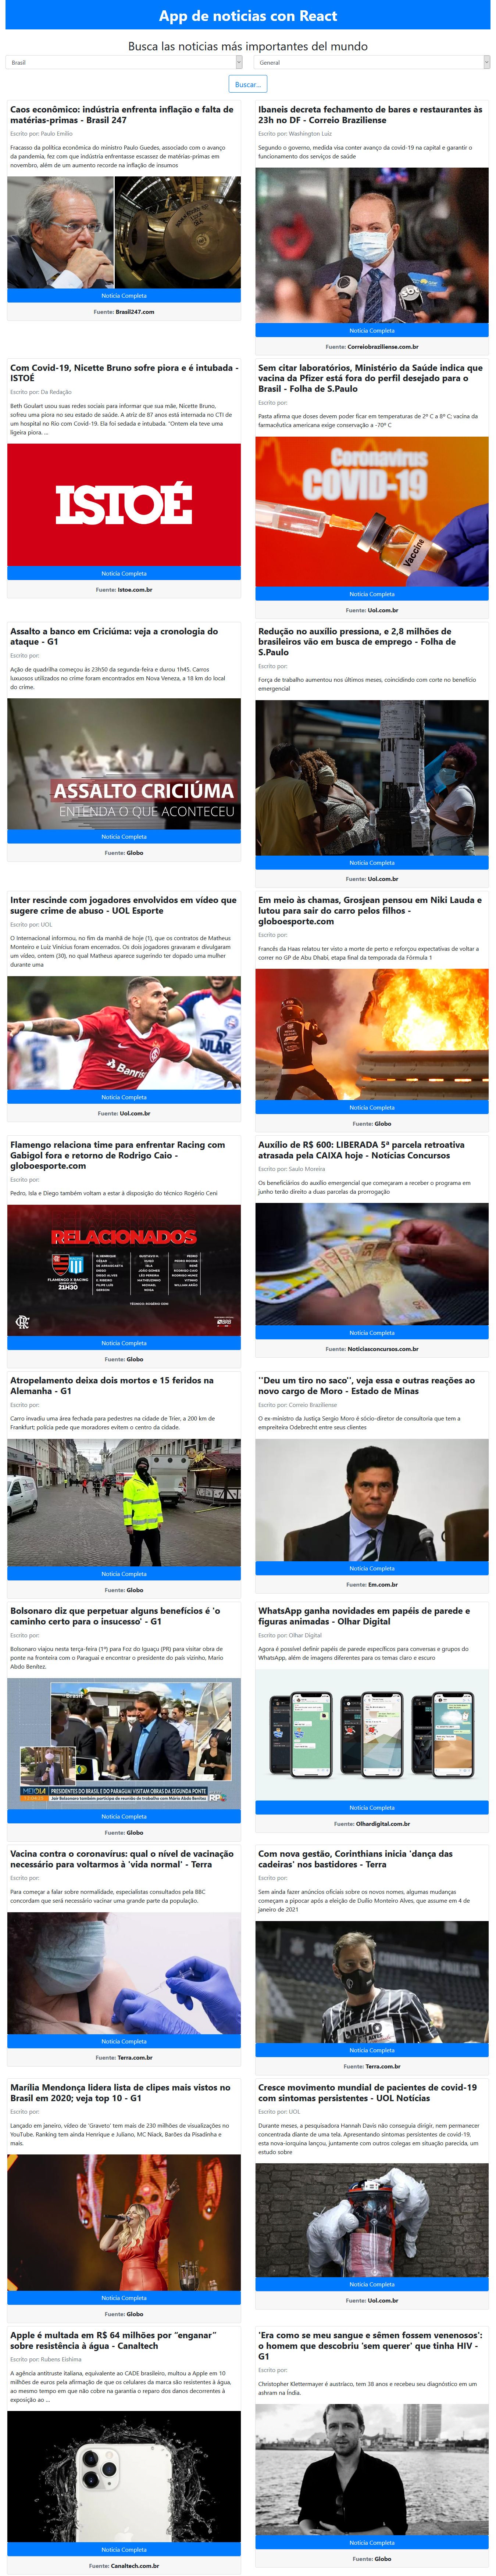 App de noticias con React
Busca las noticias más importantes del mundo
Brasil
General
Buscar...
Caos econômico: indústria enfrenta inflação e falta de
matérias-primas - Brasil 247
Escrito por: Paulo Emilio
Fracasso da política econômica do ministro Paulo Guedes, associado com o avanço
da pandemia, fez com que indústria enfrentasse escassez de matérias-primas em
novembro, além de um aumento recorde na inflação de insumos
Noticia Completa
Fuente: Brasil247.com
Ibaneis decreta fechamento de bares e restaurantes às
23h no DF - Correio Braziliense
Escrito por: Washington Luiz
Segundo o governo, medida visa conter avanço da covid-19 na capital e garantir o
funcionamento dos serviços de saúde
Noticia Completa
Fuente: Correiobraziliense.com.br
Com Covid-19, Nicette Bruno sofre piora e é intubada -
ISTOÉ
Escrito por: Da Redação
Beth Goulart usou suas redes sociais para informar que sua mãe, Nicette Bruno,
sofreu uma piora no seu estado de saúde. A atriz de 87 anos está internada no CTI de
um hospital no Rio com Covid-19. Ela foi sedada e intubada. "Ontem ela teve uma
ligeira piora. ...
ISTOÉ
Noticia Completa
Fuente: Istoe.com.br
Sem citar laboratórios, Ministério da Saúde indica que
vacina da Pfizer está fora do perfil desejado para o
Brasil - Folha de S.Paulo
Escrito por:
Pasta afirma que doses devem poder ficar em temperaturas de 2º C a 8º C; vacina da
farmacêutica americana exige conservação a -70º C
Coronavirus
COVID-19
Vaccine
Noticia Completa
Fuente: Uol.com.br
Assalto a banco em Criciúma: veja a cronologia do
ataque - G1
Escrito por:
Ação de quadrilha começou às 23h50 da segunda-feira e durou 1h45. Carros
luxuosos utilizados no crime foram encontrados em Nova Veneza, a 18 km do local
do crime.
ASSALTO CRICIÚMA
ENTENDA O QUE ACONTECEU
Noticia Completa
Fuente: Globo
Redução no auxílio pressiona, e 2,8 milhões de
brasileiros vão em busca de emprego - Folha de
S.Paulo
Escrito por:
Força de trabalho aumentou nos últimos meses, coincidindo com corte no benefício
emergencial
Noticia Completa
Fuente: Uol.com.br
Inter rescinde com jogadores envolvidos em vídeo que
sugere crime de abuso - UOL Esporte
Escrito por: UOL
O Internacional informou, no fim da manhã de hoje (1), que os contratos de Matheus
Monteiro e Luiz Vinícius foram encerrados. Os dois jogadores gravaram e divulgaram
um vídeo, ontem (30), no qual Matheus aparece sugerindo ter dopado uma mulher
durante uma
Noticia Completa
Fuente: Uol.com.br
Em meio às chamas, Grosjean pensou em Niki Lauda e
lutou para sair do carro pelos filhos -
globoesporte.com
Escrito por:
Francês da Haas relatou ter visto a morte de perto e reforçou expectativas de voltar a
correr no GP de Abu Dhabi, etapa final da temporada da Fórmula 1
Noticia Completa
Fuente: Globo
Flamengo relaciona time para enfrentar Racing com
Gabigol fora e retorno de Rodrigo Caio -
globoesporte.com
Escrito por:
Pedro, Isla e Diego também voltam a estar à disposição do técnico Rogério Ceni
RELACIONADOS
FLAMENGO X RACING
21H30
Noticia Completa
Fuente: Globo
Auxílio de R$ 600: LIBERADA 5ª parcela retroativa
atrasada pela CAIXA hoje - Notícias Concursos
Escrito por: Saulo Moreira
Os beneficiários do auxílio emergencial que começaram a receber o programa em
junho terão direito a duas parcelas da prorrogação
Noticia Completa
Fuente: Noticiasconcursos.com.br
Atropelamento deixa dois mortos e 15 feridos na
Alemanha - G1
Escrito por:
Carro invadiu uma área fechada para pedestres na cidade de Trier, a 200 km de
Frankfurt; polícia pede que moradores evitem o centro da cidade.
Noticia Completa
Fuente: Globo
''Deu um tiro no saco'', veja essa e outras reações ao
novo cargo de Moro - Estado de Minas
Escrito por: Correio Braziliense
O ex-ministro da Justiça Sergio Moro é sócio-diretor de consultoria que tem a
empreiteira Odebrecht entre seus clientes
Noticia Completa
Fuente: Em.com.br
Bolsonaro diz que perpetuar alguns benefícios é 'o
caminho certo para o insucesso' - G1
Escrito por:
Bolsonaro viajou nesta terça-feira (1ª) para Foz do Iguaçu (PR) para visitar obra de
ponte na fronteira com o Paraguai e encontrar o presidente do país vizinho, Mario
Abdo Benítez.
PRESIDENTES DO BRASIL E DO PARAGUAI VISITAM OBRAS DA SEGUNDA PONTE
Noticia Completa
Fuente: Globo
WhatsApp ganha novidades em papéis de parede e
figuras animadas - Olhar Digital
Escrito por: Olhar Digital
Agora é possível definir papéis de parede específicos para conversas e grupos do
WhatsApp, além de imagens diferentes para os temas claro e escuro
Noticia Completa
Fuente: Olhardigital.com.br
Vacina contra o coronavírus: qual o nível de vacinação
necessário para voltarmos à 'vida normal' - Terra
Escrito por:
Para começar a falar sobre normalidade, especialistas consultados pela BBC
concordam que será necessário vacinar uma grande parte da população.
Noticia Completa
Fuente: Terra.com.br
Com nova gestão, Corinthians inicia 'dança das
cadeiras' nos bastidores - Terra
Escrito por:
Sem ainda fazer anúncios oficiais sobre os novos nomes, algumas mudanças
começam a pipocar após a eleição de Duílio Monteiro Alves, que assume em 4 de
janeiro de 2021
Noticia Completa
Fuente: Terra.com.br
Marília Mendonça lidera lista de clipes mais vistos no
Brasil em 2020; veja top 10 - G1
Escrito por:
Lançado em janeiro, vídeo de 'Graveto' tem mais de 230 milhões de visualizações no
YouTube. Ranking tem ainda Henrique e Juliano, MC Niack, Barões da Pisadinha e
mais.
Noticia Completa
Fuente: Globo
Cresce movimento mundial de pacientes de covid-19
com sintomas persistentes - UOL Notícias
Escrito por: UOL
Durante meses, a pesquisadora Hannah Davis não conseguia dirigir, nem permanecer
concentrada diante de uma tela. Apresentando sintomas persistentes de covid-19,
esta nova-iorquina lançou, juntamente com outros colegas em situação parecida, um
estudo sobre
Noticia Completa
Fuente: Uol.com.br
Apple é multada em R$ 64 milhões por “enganar”
sobre resistência à água - Canaltech
Escrito por: Rubens Eishima
A agência antitruste italiana, equivalente ao CADE brasileiro, multou a Apple em 10
milhões de euros pela afirmação de que os celulares da marca são resistentes à água,
ao mesmo tempo em que não cobre na garantia o reparo dos danos decorrentes à
exposição ao ...
Noticia Completa
Fuente: Canaltech.com.br
'Era como se meu sangue e sêmen fossem venenosos':
o homem que descobriu 'sem querer' que tinha HIV -
G1
Escrito por:
Christopher Klettermayer é austríaco, tem 38 anos e recebeu seu diagnóstico em um
ashram na Índia.
Noticia Completa
Fuente: Globo